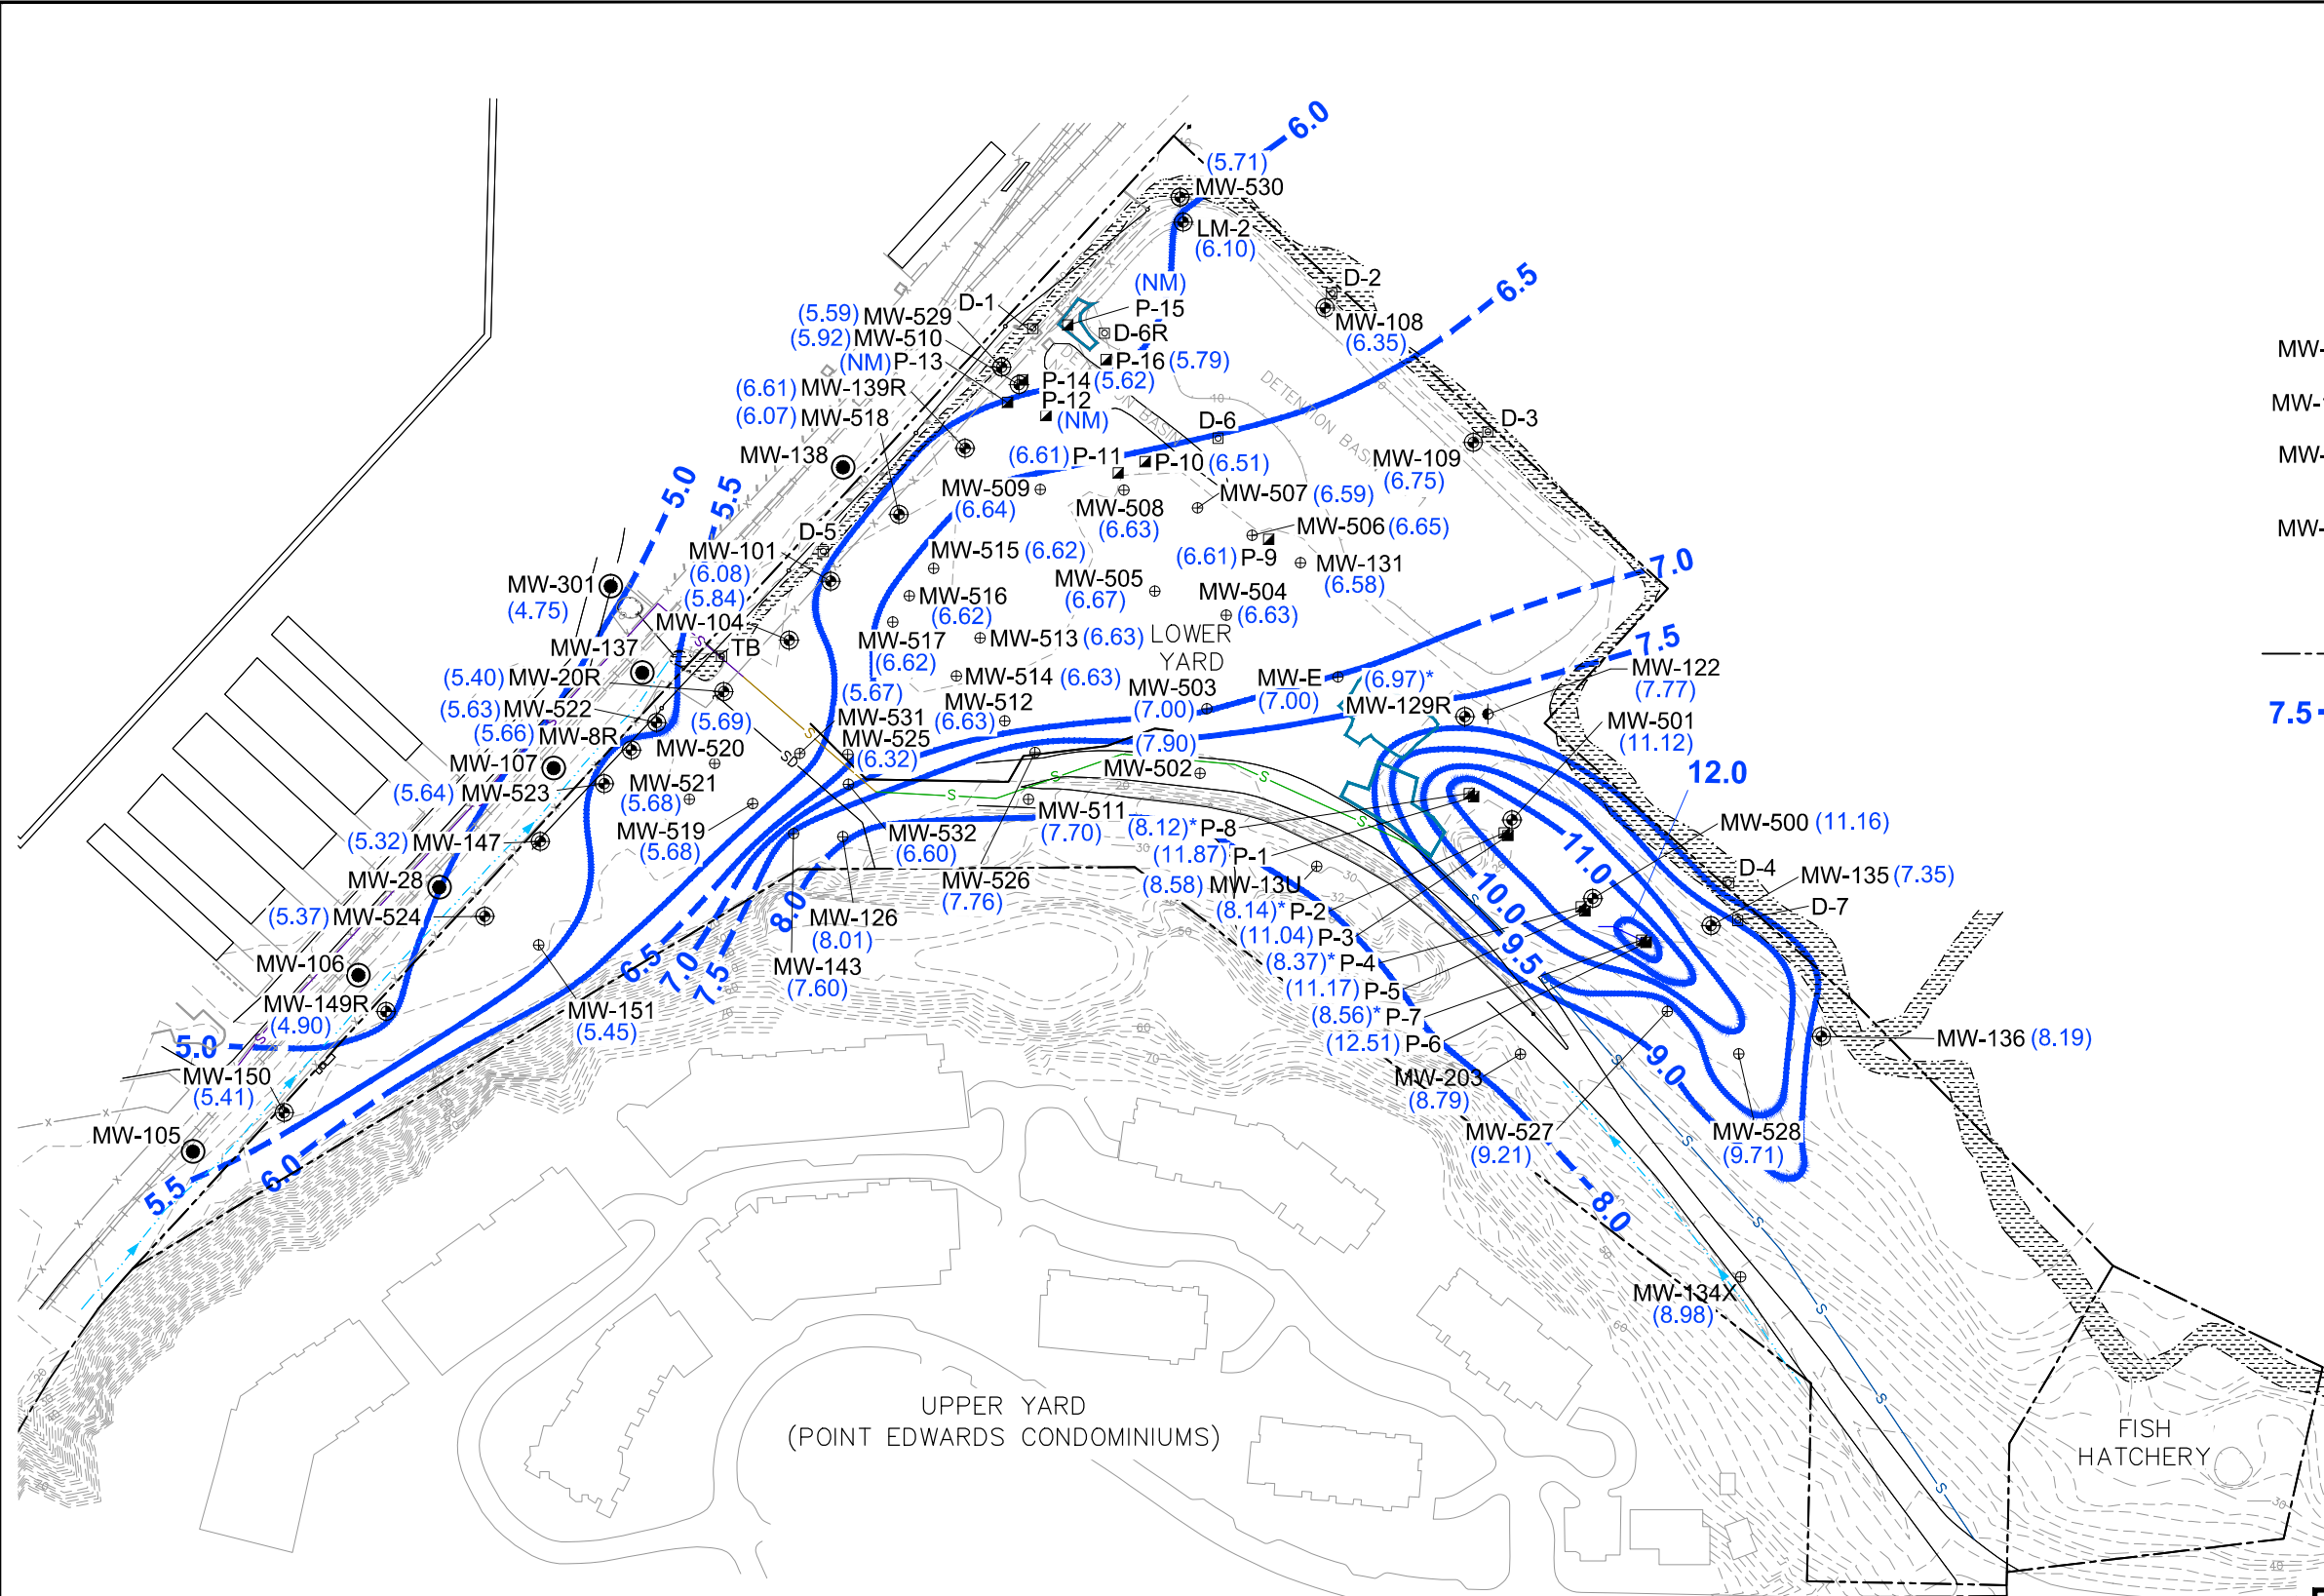 6.0
(5.71)
MW-530
LM-2
(6.10)
D-2
6.5
(NM)
P-15
D-1
(5.59) MW-529
(5.92) MW-510
(NM) P-13
D-6R
MW-108
(6.35)
P-16 (5.79)
P-14 (5.62)
P-12
(NM)
(6.61) MW-139R
(6.07) MW-518
DETENTION BASIN
DETENTION BASIN
D-6
D-3
MW-
MW-
MW-
MW-
MW-138
5.0
5.5
(6.61) P-11
P-10 (6.51)
MW-109
(6.75)
MW-509
(6.64)
MW-508
(6.63)
MW-507 (6.59)
MW-506 (6.65)
(6.61) P-9
MW-131
(6.58)
D-5
MW-101
(6.08)
(5.84)
MW-104
MW-515 (6.62)
MW-505
(6.67)
MW-504
(6.63)
7.0
7.5
MW-301
(4.75)
MW-516
(6.62)
MW-517
(6.62)
MW-513 (6.63)
LOWER
YARD
MW-137
TB
(5.40) MW-20R
(5.63) MW-522
(5.66) MW-8R
MW-107
(5.64) MW-523
(5.32) MW-147
MW-514 (6.63)
MW-512
(6.63)
MW-503
(7.00)
MW-E
(7.00)
(6.97)*
MW-129R
MW-122
(7.77)
MW-501
(11.12)
7.5
(5.69)
MW-520
MW-521
(5.68)
(5.67)
MW-531
MW-525
(6.32)
SD
(7.90)
MW-502
12.0
MW-519
(5.68)
MW-532
(6.60)
MW-511
(7.70)
MW-526
(7.76)
(8.12)* P-8
(11.87) P-1
(8.58) MW-13U
(8.14)* P-2
(11.04) P-3
(8.37)* P-4
(11.17) P-5
(8.56)* P-7
(12.51) P-6
11.0
10.0
9.5
9.0
MW-500 (11.16)
D-4
MW-135 (7.35)
D-7
MW-28
(5.37) MW-524
MW-106
MW-149R
(4.90)
5.0
MW-150
(5.41)
MW-105
5.5
6.0
MW-151
(5.45)
6.5
7.0
7.5
8.0
MW-126
(8.01)
MW-143
(7.60)
MW-136 (8.19)
MW-203
(8.79)
MW-527
(9.21)
MW-528
(9.71)
8.0
MW-134X
(8.98)
UPPER YARD
(POINT EDWARDS CONDOMINIUMS)
FISH
HATCHERY